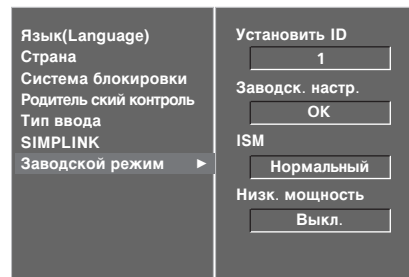 Язык(Language)
Страна
Система блокировки
Родитель ский контроль
Тип ввода
SIMPLINK
Заводской режим ►
Установить ID
1
Заводск. настр.
ОК
ISM
Нормальный
Низк. мощность
Выкл.